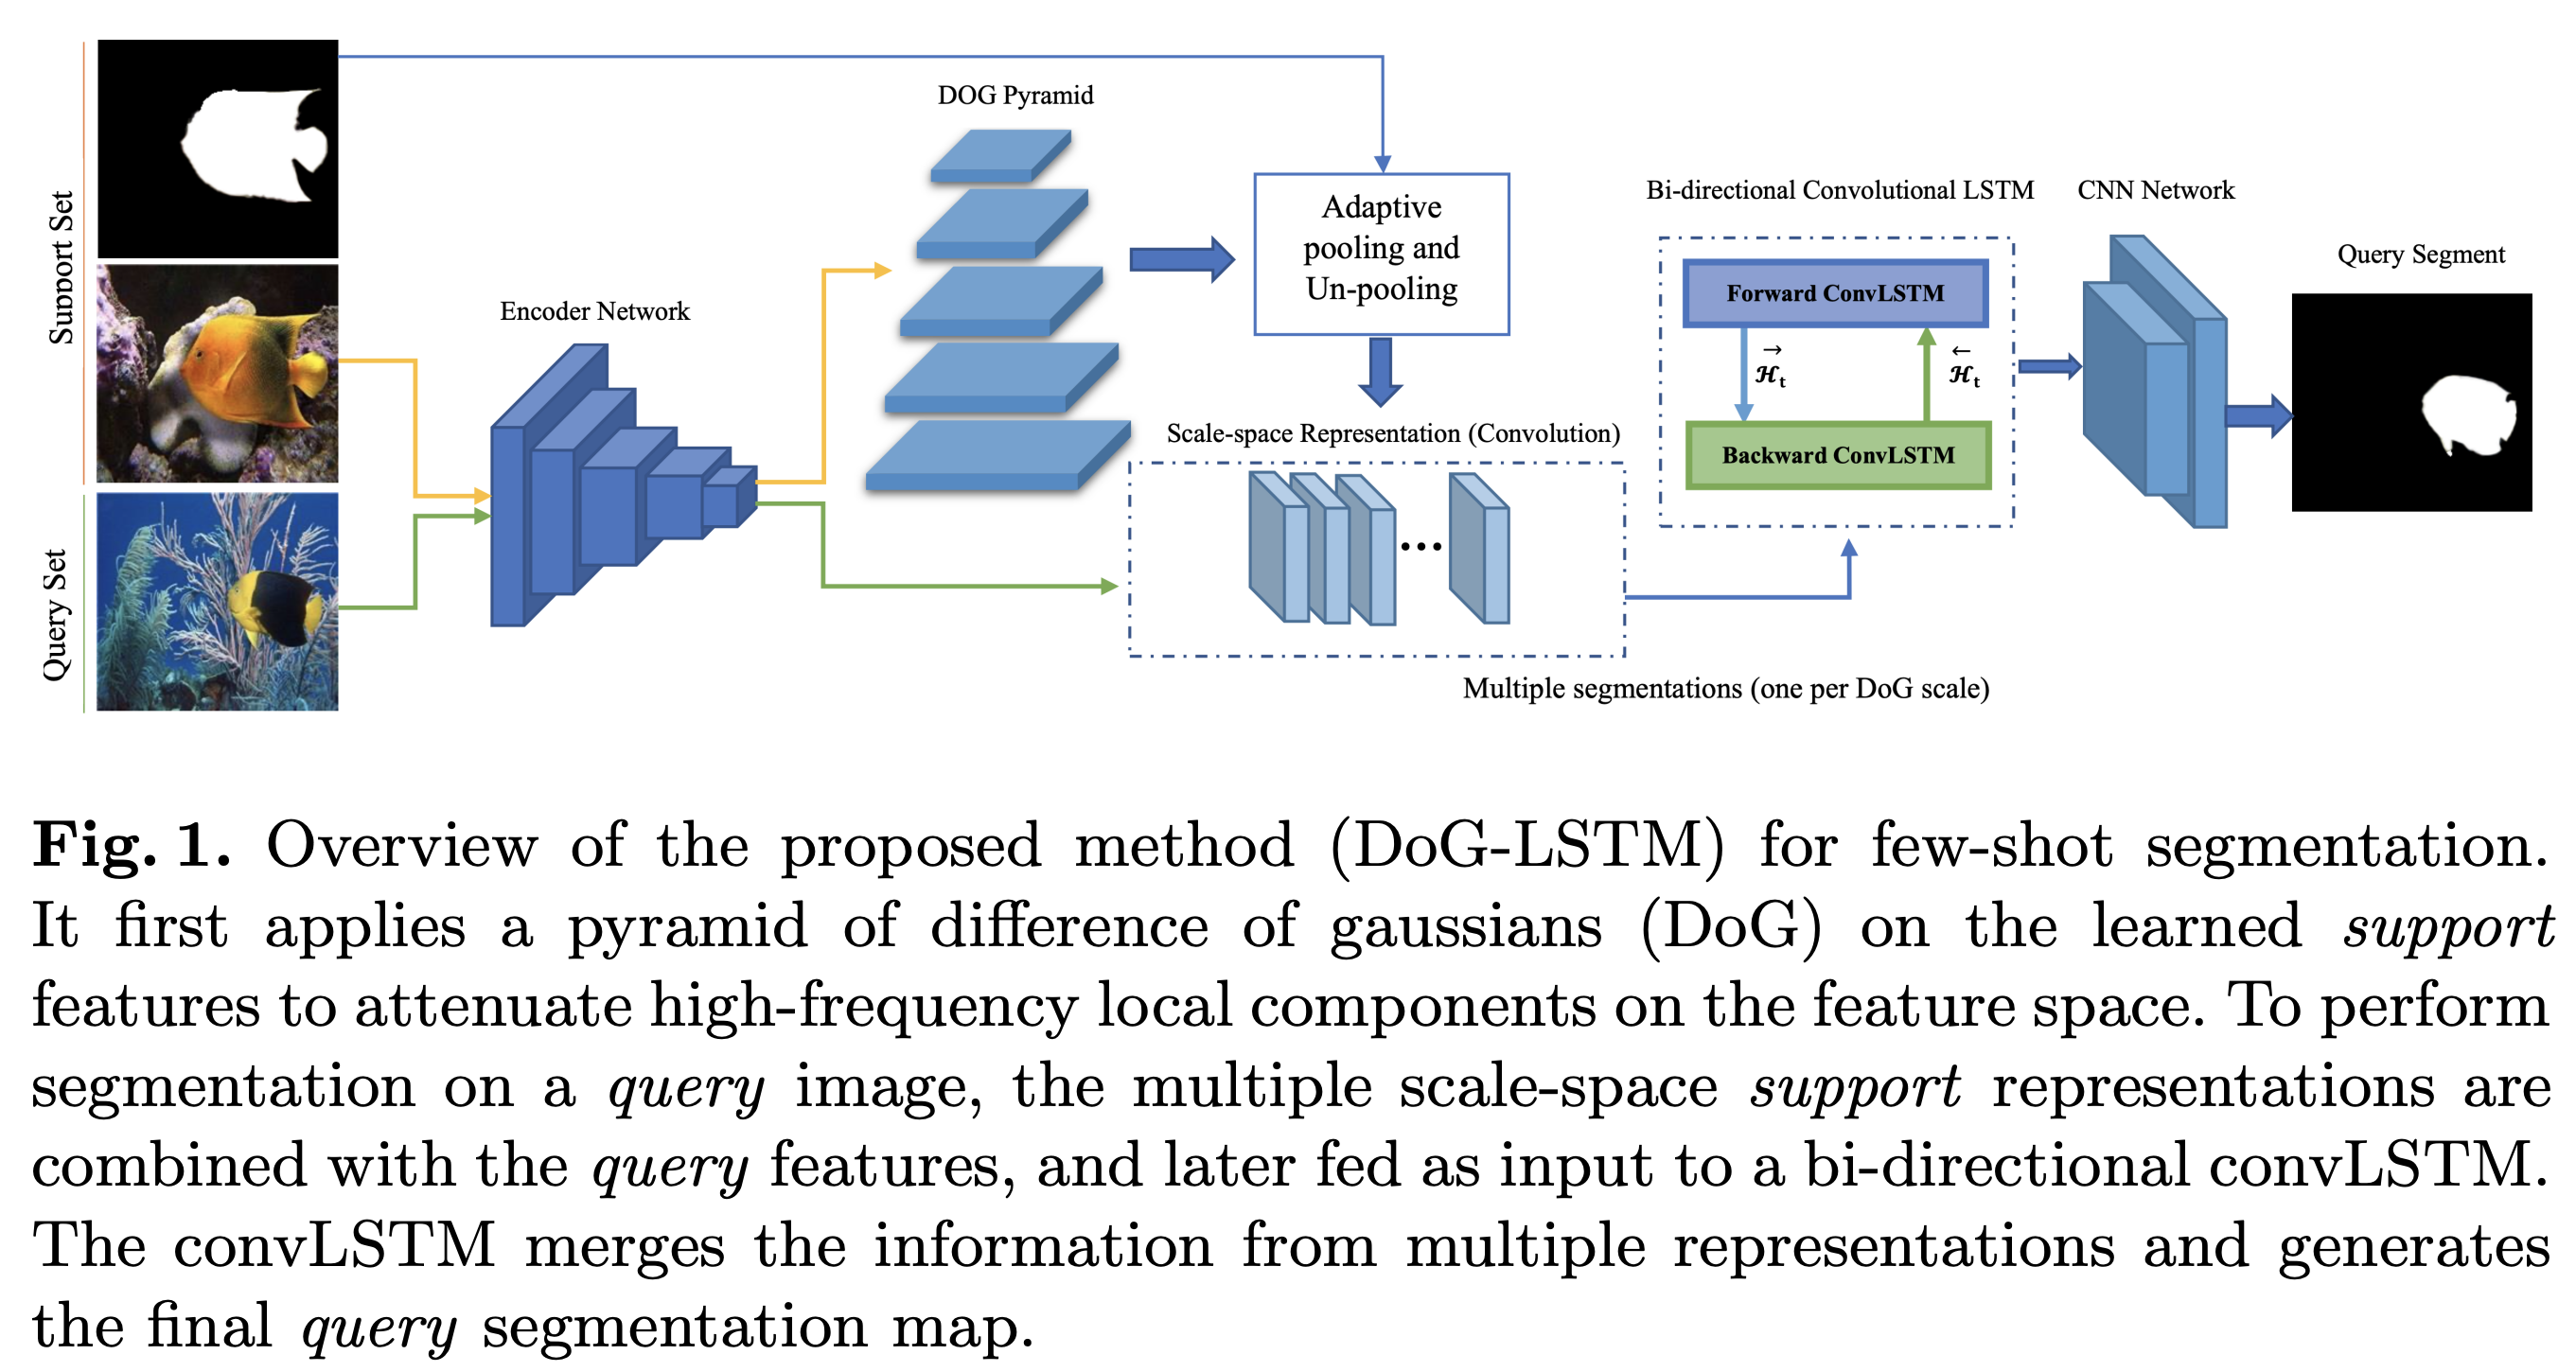 Support Set
Query Set
Encoder Network
DOG Pyramid
Adaptive
pooling and
Un-pooling
Scale-space Representation (Convolution)
Bi-directional Convolutional LSTM
Forward ConvLSTM
→
ℋt
←
ℋt
Backward ConvLSTM
CNN Network
Query Segment
...
Multiple segmentations (one per DoG scale)
Fig. 1. Overview of the proposed method (DoG-LSTM) for few-shot segmentation.
It first applies a pyramid of difference of gaussians (DoG) on the learned support
features to attenuate high-frequency local components on the feature space. To perform
segmentation on a query image, the multiple scale-space support representations are
combined with the query features, and later fed as input to a bi-directional convLSTM.
The convLSTM merges the information from multiple representations and generates
the final query segmentation map.